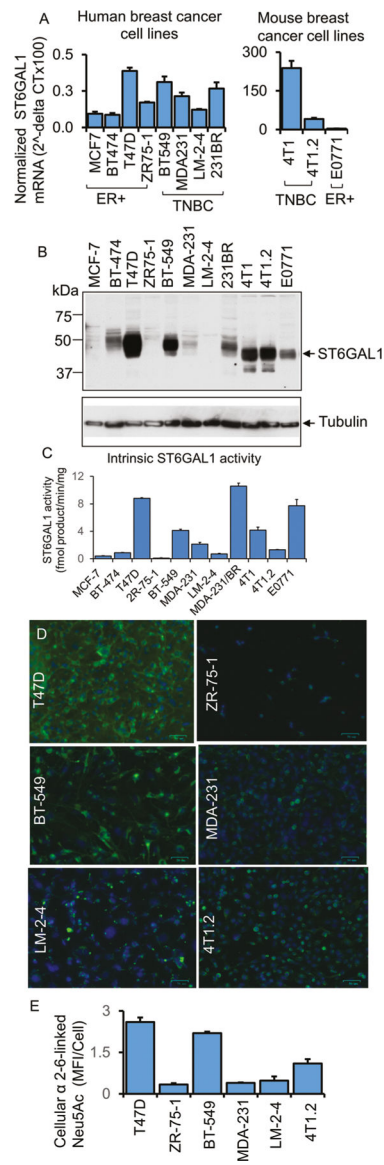 A
Human breast cancer
cell lines
Mouse breast
cancer cell lines
Normalized ST6GAL1
mRNA (2^-delta CTx100)
0.5
0.3
0.0
MCF7
BT474
T47D
ZR75-1
BT549
MDA231
LM-2-4
231BR
ER+
TNBC
300
150
0
4T1
4T1.2
E0771
TNBC
ER+
B
MCF-7
BT-474
T47D
ZR75-1
BT-549
MDA-231
LM-2-4
231BR
4T1
4T1.2
E0771
kDa
75
50
37
ST6GAL1
Tubulin
C
Intrinsic ST6GAL1 activity
ST6GAL1 activity
(fmol product/min/mg)
12
8
4
0
MCF-7
BT-474
T47D
2R-75-1
BT-549
MDA-231
LM-2-4
MDA-231/BR
4T1
4T1.2
E0771
D
T47D
ZR-75-1
BT-549
MDA-231
LM-2-4
4T1.2
E
Cellular α 2-6-linked
Neu5Ac (MFI/Cell)
3
1.5
0
T47D
ZR-75-1
BT-549
MDA-231
LM-2-4
4T1.2